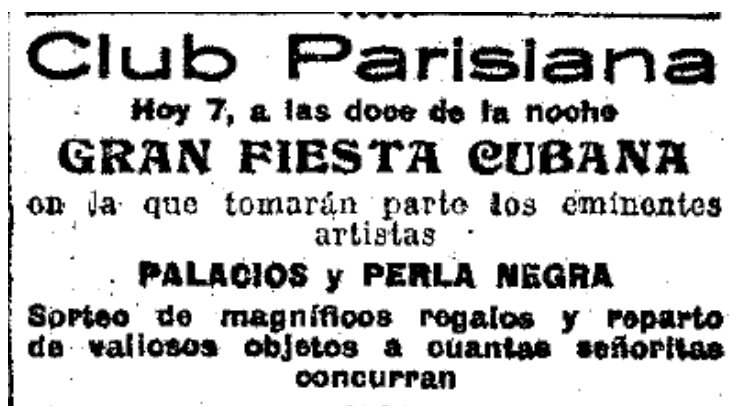 Club Parisiana
Hoy 7, a las doce de la noche
GRAN FIESTA CUBANA
en la que tomarán parte los eminentes
artistas
PALACIOS y PERLA NEGRA
Sorteo de magníficos regalos y reparto
de valiosos objetos a cuantas señoritas
concurran